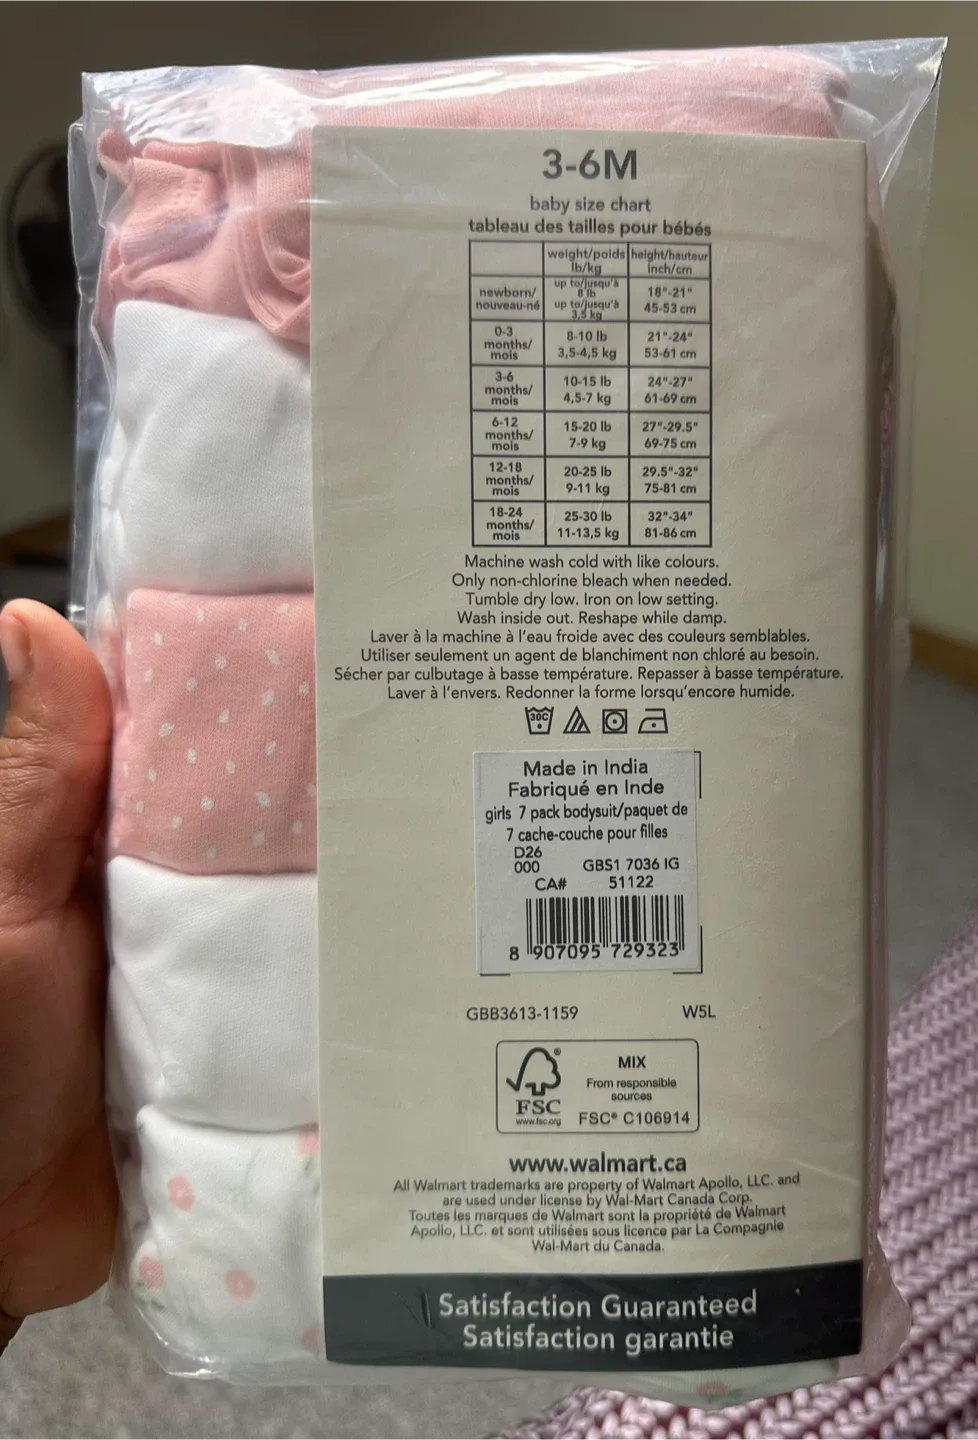 3-6M
baby size chart
tableau des tailles pour bébés
weight/poids height/hauteur
lb/kg inch/cm
newborn/ nouveau-né up to/jusqu'à 8 lb up to/jusqu'à 3,5 kg 18"-21" 45-53 cm
0-3 months/ mois 8-10 lb 3,5-4,5 kg 21"-24" 53-61 cm
3-6 months/ mois 10-15 lb 4,5-7 kg 24"-27" 61-69 cm
6-12 months/ mois 15-20 lb 7-9 kg 27"-29.5" 69-75 cm
12-18 months/ mois 20-25 lb 9-11 kg 29.5"-32" 75-81 cm
18-24 months/ mois 25-30 lb 11-13,5 kg 32"-34" 81-86 cm
Machine wash cold with like colours.
Only non-chlorine bleach when needed.
Tumble dry low. Iron on low setting.
Wash inside out. Reshape while damp.
Laver à la machine à l'eau froide avec des couleurs semblables.
Utiliser seulement un agent de blanchiment non chloré au besoin.
Sécher par culbutage à basse température. Repasser à basse température.
Laver à l'envers. Redonner la forme lorsqu'encore humide.
30C
Made in India
Fabriqué en Inde
girls 7 pack bodysuit/paquet de
7 cache-couche pour filles
D26
000 GBS1 7036 IG
CA# 51122
8 907095 729323
GBB3613-1159 W5L
MIX
From responsible
sources
FSC® C106914
FSC
www.fsc.org
www.walmart.ca
All Walmart trademarks are property of Walmart Apollo, LLC. and
are used under license by Wal-Mart Canada Corp.
Toutes les marques de Walmart sont la propriété de Walmart
Apollo, LLC. et sont utilisées sous licence par La Compagnie
Wal-Mart du Canada.
Satisfaction Guaranteed
Satisfaction garantie